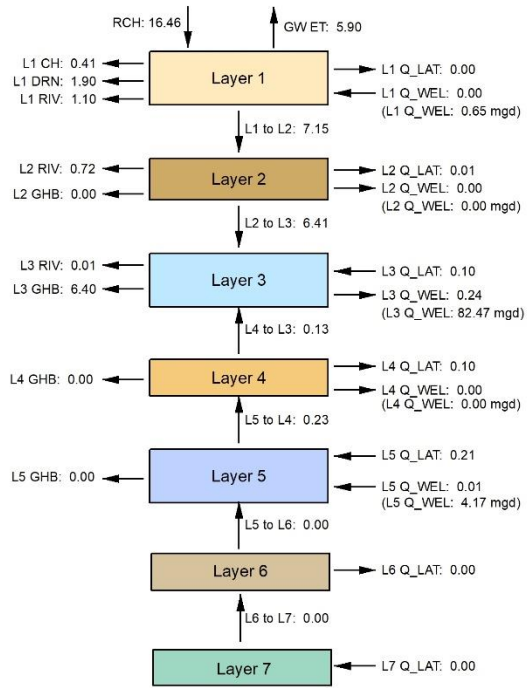 RCH: 16.46
GW ET: 5.90
L1 CH: 0.41
L1 DRN: 1.90
L1 RIV: 1.10
Layer 1
L1 Q_LAT: 0.00
L1 Q_WEL: 0.00
(L1 Q_WEL: 0.65 mgd)
L1 to L2: 7.15
L2 RIV: 0.72
L2 GHB: 0.00
Layer 2
L2 Q_LAT: 0.01
L2 Q_WEL: 0.00
(L2 Q_WEL: 0.00 mgd)
L2 to L3: 6.41
L3 RIV: 0.01
L3 GHB: 6.40
Layer 3
L3 Q_LAT: 0.10
L3 Q_WEL: 0.24
(L3 Q_WEL: 82.47 mgd)
L4 to L3: 0.13
L4 GHB: 0.00
Layer 4
L4 Q_LAT: 0.10
L4 Q_WEL: 0.00
(L4 Q_WEL: 0.00 mgd)
L5 to L4: 0.23
L5 GHB: 0.00
Layer 5
L5 Q_LAT: 0.21
L5 Q_WEL: 0.01
(L5 Q_WEL: 4.17 mgd)
L5 to L6: 0.00
Layer 6
L6 Q_LAT: 0.00
L6 to L7: 0.00
Layer 7
L7 Q_LAT: 0.00